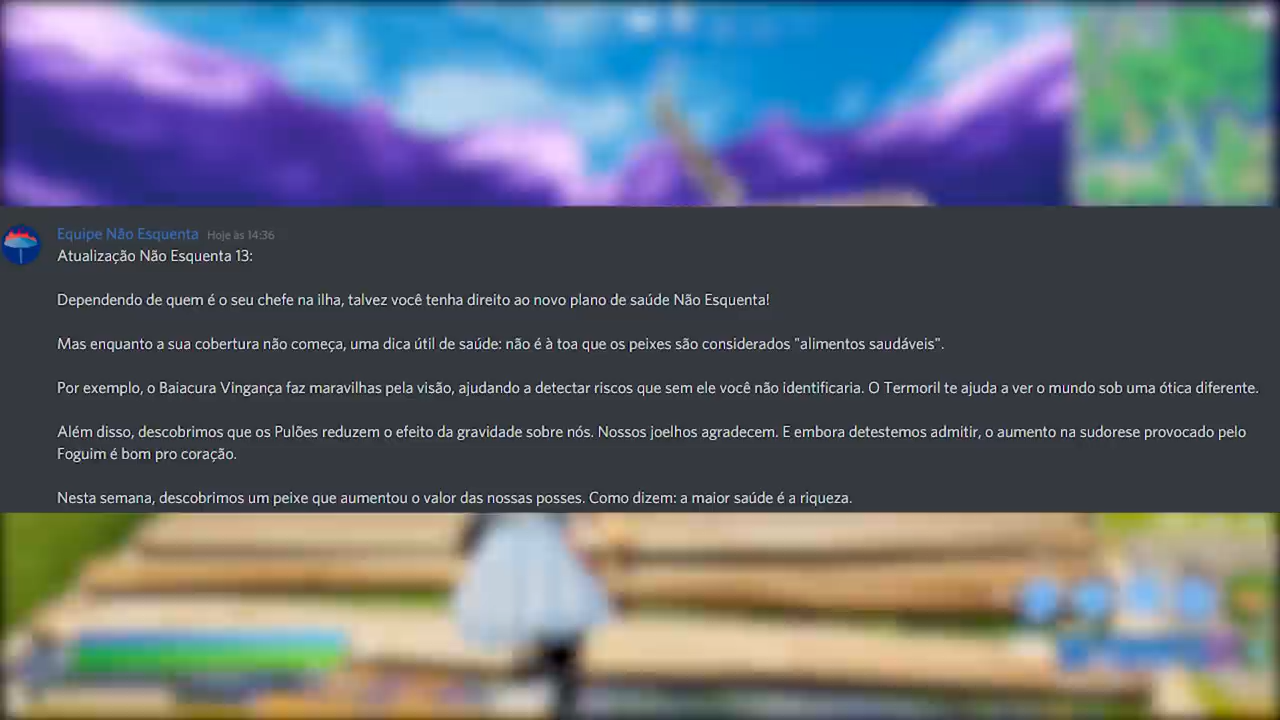 Equipe Não Esquenta Hoje às 14:36
Atualização Não Esquenta 13:
Dependendo de quem é o seu chefe na ilha, talvez você tenha direito ao novo plano de saúde Não Esquenta!
Mas enquanto a sua cobertura não começa, uma dica útil de saúde: não é à toa que os peixes são considerados "alimentos saudáveis".
Por exemplo, o Baiacura Vingança faz maravilhas pela visão, ajudando a detectar riscos que sem ele você não identificaria. O Termoril te ajuda a ver o mundo sob uma ótica diferente.
Além disso, descobrimos que os Pulões reduzem o efeito da gravidade sobre nós. Nossos joelhos agradecem. E embora detestemos admitir, o aumento na sudorese provocado pelo
Foguim é bom pro coração.
Nesta semana, descobrimos um peixe que aumentou o valor das nossas posses. Como dizem: a maior saúde é a riqueza.